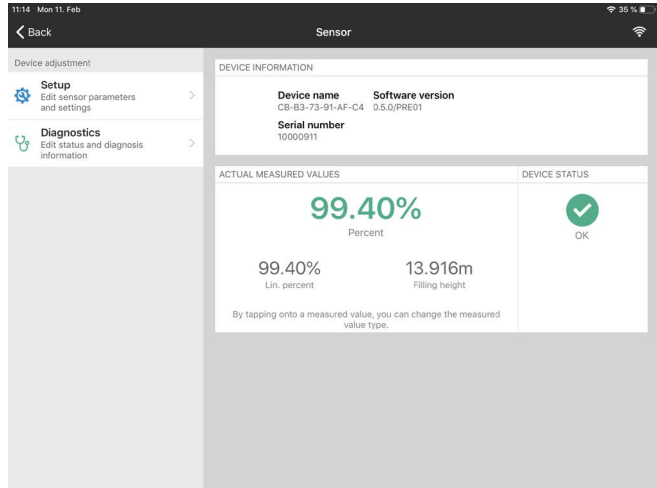 11:14 Mon 11. Feb
35 %
Back
Sensor
Device adjustment
Setup
Edit sensor parameters
and settings
Diagnostics
Edit status and diagnosis
information
DEVICE INFORMATION
Device name Software version
CB-B3-73-91-AF-C4 0.5.0/PRE01
Serial number
10000911
ACTUAL MEASURED VALUES
99.40%
Percent
99.40% 13.916m
Lin. percent Filling height
By tapping onto a measured value, you can change the measured
value type.
DEVICE STATUS
OK